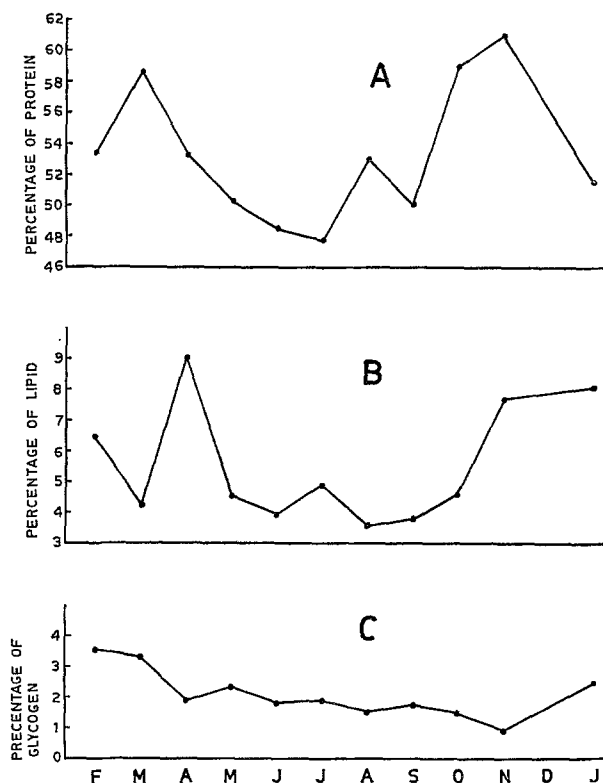 62
60
58
56
54
52
50
48
46
PERCENTAGE OF PROTEIN
A
9
8
7
6
5
4
3
PERCENTAGE OF LIPID
B
4
3
2
1
0
PRECENTAGE OF
GLYCOGEN
C
F M A M J J A S O N D J